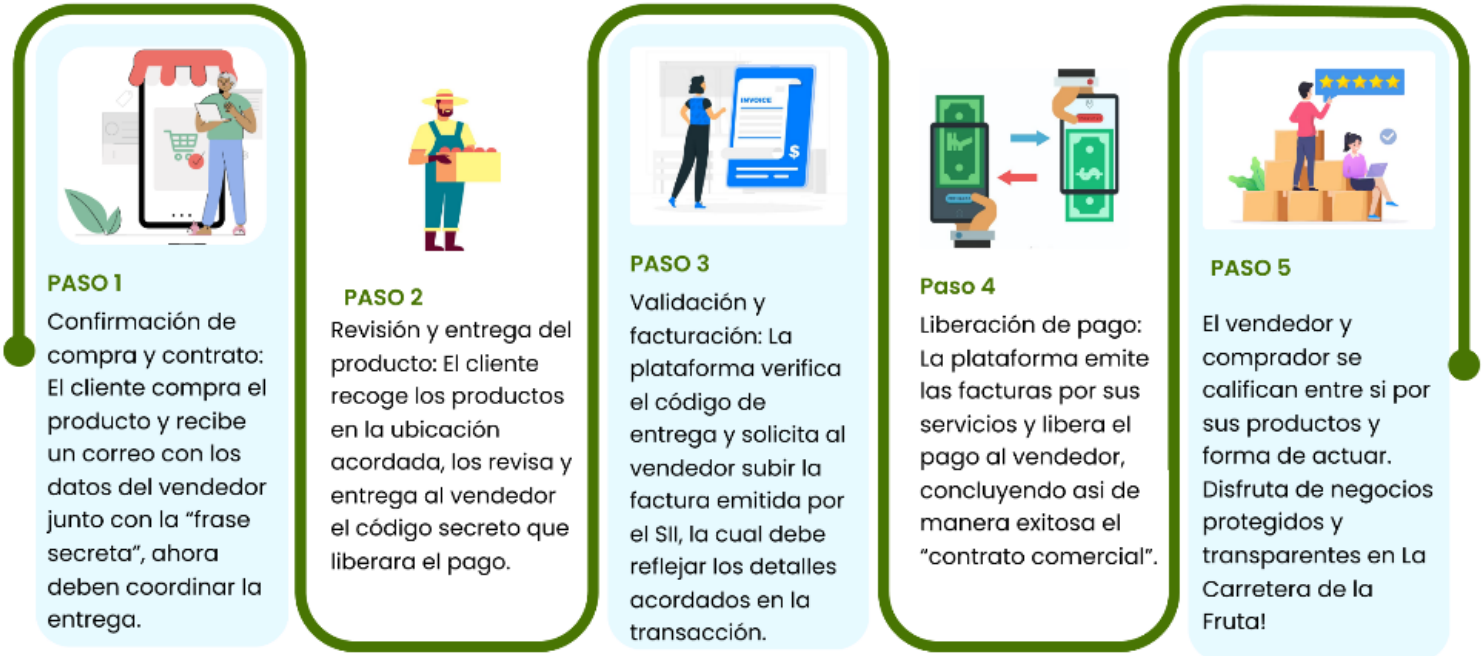 PASO 1
Confirmación de
compra y contrato:
El cliente compra el
producto y recibe
un correo con los
datos del vendedor
junto con la “frase
secreta”, ahora
deben coordinar la
entrega.
PASO 2
Revisión y entrega del
producto: El cliente
recoge los productos
en la ubicación
acordada, los revisa y
entrega al vendedor
el código secreto que
liberara el pago.
INVOICE
$
PASO 3
Validación y
facturación: La
plataforma verifica
el código de
entrega y solicita al
vendedor subir la
factura emitida por
el SII, la cual debe
reflejar los detalles
acordados en la
transacción.
$
Paso 4
Liberación de pago:
La plataforma emite
las facturas por sus
servicios y libera el
pago al vendedor,
concluyendo asi de
manera exitosa el
“contrato comercial”.
PASO 5
El vendedor y
comprador se
califican entre si por
sus productos y
forma de actuar.
Disfruta de negocios
protegidos y
transparentes en La
Carretera de la
Fruta!